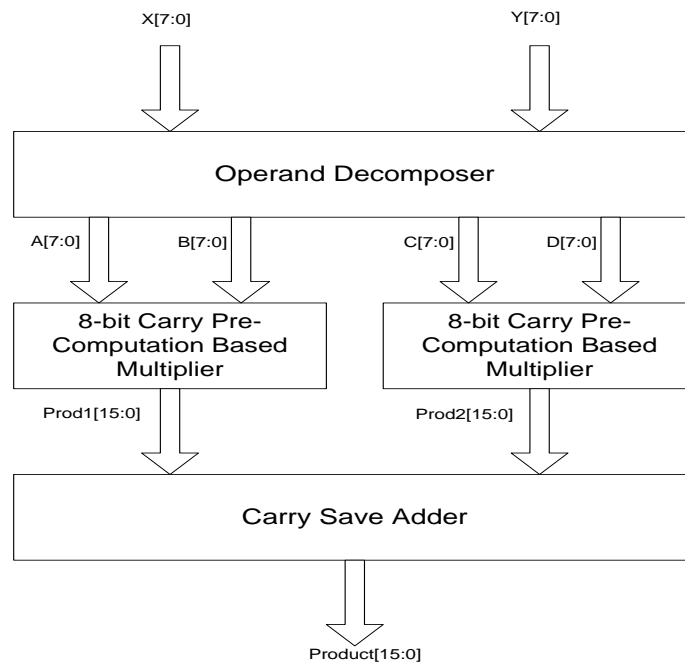 X[7:0]
Y[7:0]
Operand Decomposer
A[7:0]
B[7:0]
C[7:0]
D[7:0]
8-bit Carry Pre-
Computation Based
Multiplier
8-bit Carry Pre-
Computation Based
Multiplier
Prod1[15:0]
Prod2[15:0]
Carry Save Adder
Product[15:0]